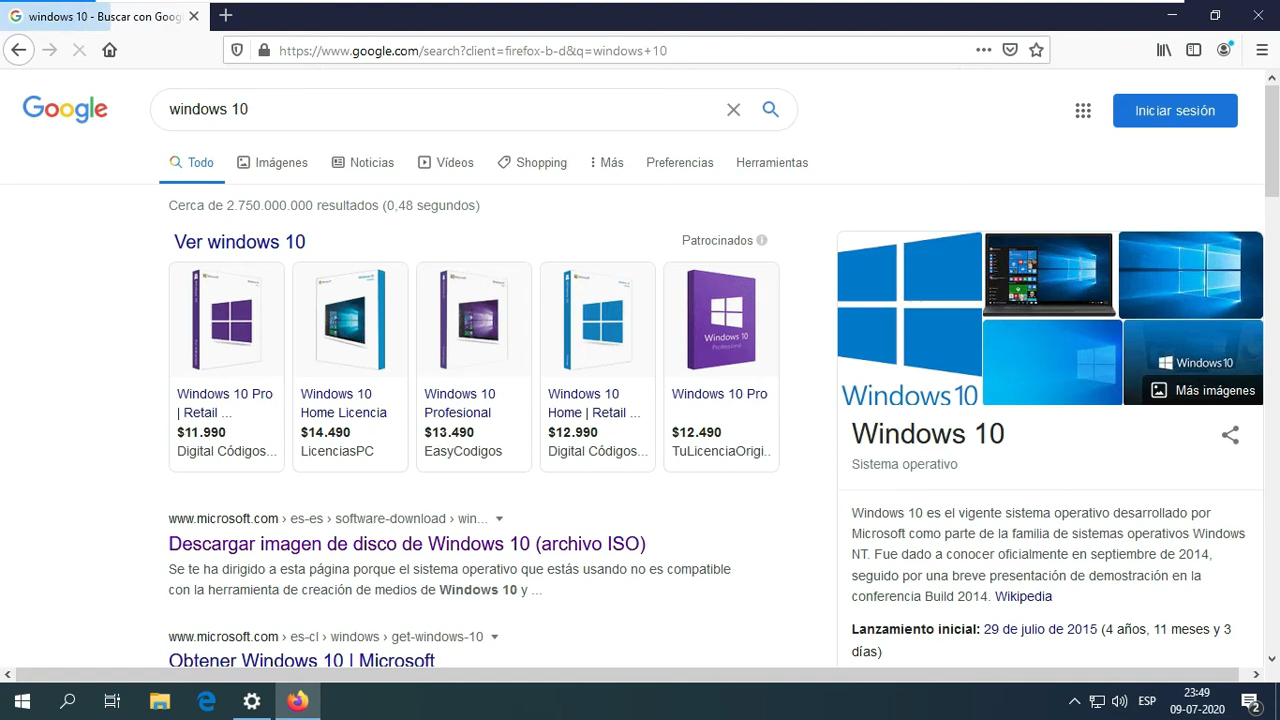 windows 10 - Buscar con Goog
https://www.google.com/search?client=firefox-b-d&q=windows+10
Google
windows 10
Iniciar sesión
Todo
Imágenes
Noticias
Vídeos
Shopping
Más
Preferencias
Herramientas
Cerca de 2.750.000.000 resultados (0,48 segundos)
Ver windows 10
Patrocinados
Windows 10 Pro
| Retail ...
$11.990
Digital Códigos...
Windows 10
Home Licencia
$14.490
LicenciasPC
Windows 10
Profesional
$13.490
EasyCodigos
Windows 10
Home | Retail ...
$12.990
Digital Códigos...
Windows 10
Professional
Windows 10 Pro
$12.490
TuLicenciaOrigi..
www.microsoft.com › es-es › software-download › win...
Descargar imagen de disco de Windows 10 (archivo ISO)
Se te ha dirigido a esta página porque el sistema operativo que estás usando no es compatible
con la herramienta de creación de medios de Windows 10 y ...
www.microsoft.com › es-cl › windows › get-windows-10
Obtener Windows 10 | Microsoft
Windows 10
Windows 10
Más imágenes
Windows 10
Sistema operativo
Windows 10 es el vigente sistema operativo desarrollado por
Microsoft como parte de la familia de sistemas operativos Windows
NT. Fue dado a conocer oficialmente en septiembre de 2014,
seguido por una breve presentación de demostración en la
conferencia Build 2014. Wikipedia
Lanzamiento inicial: 29 de julio de 2015 (4 años, 11 meses y 3
días)
ESP
23:49
09-07-2020
2